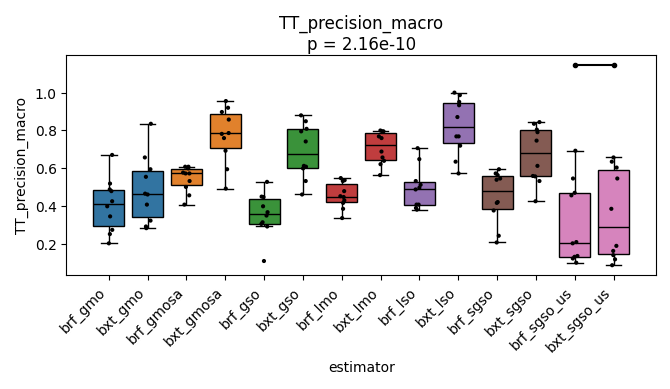 TT_precision_macro
p = 2.16e-10
TT_precision_macro
1.0
0.8
0.6
0.4
0.2
brf_gmo
bxt_gmo
brf_gmosa
bxt_gmosa
brf_gso
bxt_gso
brf_lmo
bxt_lmo
brf_lso
bxt_lso
brf_sgso
bxt_sgso
brf_sgso_us
bxt_sgso_us
estimator